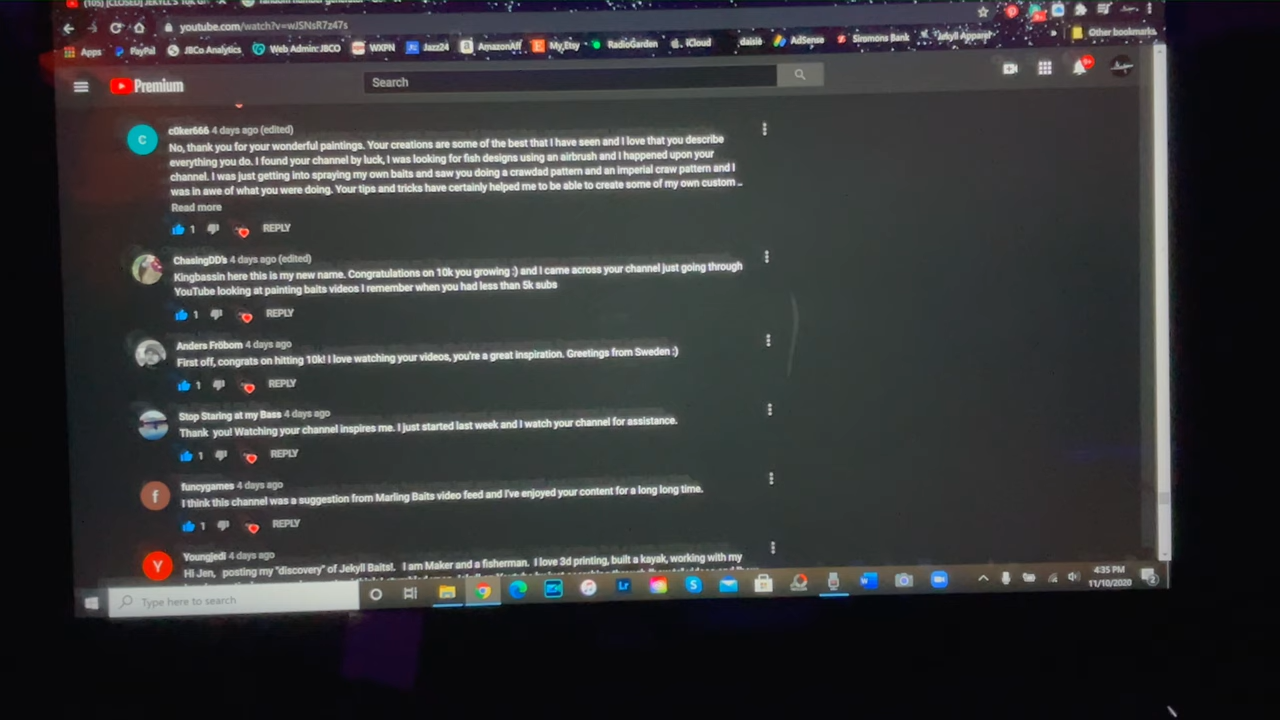 (105) [CLOSED] JEKYLL'S 10K
youtube.com/watch?v=wJSNsR7z47s
Apps PayPal JBCo Analytics Web Admin: JBCO WXPN Jazz24 AmazonAff My Etsy RadioGarden iCloud daisie AdSense Simmons Bank Jekyll Apparel » Other bookmarks
Premium Search 9+
c0ker666 4 days ago (edited)
No, thank you for your wonderful paintings. Your creations are some of the best that I have seen and I love that you describe
everything you do. I found your channel by luck, I was looking for fish designs using an airbrush and I happened upon your
channel. I was just getting into spraying my own baits and saw you doing a crawdad pattern and an imperial craw pattern and I
was in awe of what you were doing. Your tips and tricks have certainly helped me to be able to create some of my own custom ...
Read more
1 REPLY
ChasingDD's 4 days ago (edited)
Kingbassin here this is my new name. Congratulations on 10k you growing :) and I came across your channel just going through
YouTube looking at painting baits videos I remember when you had less than 5k subs
1 REPLY
Anders Fröbom 4 days ago
First off, congrats on hitting 10k! I love watching your videos, you're a great inspiration. Greetings from Sweden :)
1 REPLY
Stop Staring at my Bass 4 days ago
Thank you! Watching your channel inspires me. I just started last week and I watch your channel for assistance.
1 REPLY
funcygames 4 days ago
I think this channel was a suggestion from Marling Baits video feed and I've enjoyed your content for a long long time.
1 REPLY
Youngjedi 4 days ago
Hi Jen, posting my "discovery" of Jekyll Baits!. I am Maker and a fisherman. I love 3d printing, built a kayak, working with my
Type here to search
4:35 PM
11/10/2020
2